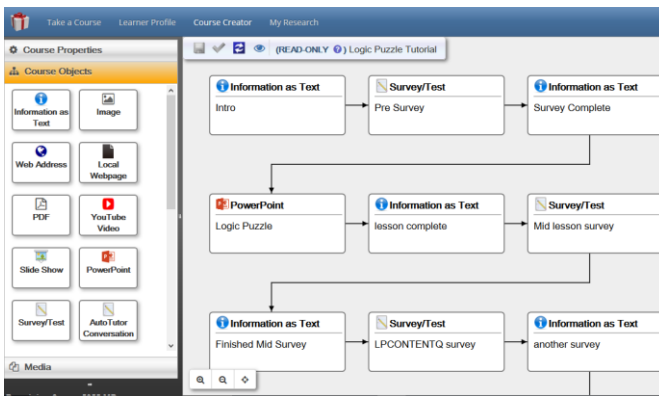 Take a Course Learner Profile Course Creator My Research
Course Properties
Course Objects
Information as
Text
Image
Web Address
Local
Webpage
PDF
YouTube
Video
Slide Show
PowerPoint
Survey/Test
AutoTutor
Conversation
Media
(READ-ONLY ) Logic Puzzle Tutorial
Information as Text
Intro
Survey/Test
Pre Survey
Information as Text
Survey Complete
PowerPoint
Logic Puzzle
Information as Text
lesson complete
Survey/Test
Mid lesson survey
Information as Text
Finished Mid Survey
Survey/Test
LPCONTENTQ survey
Information as Text
another survey